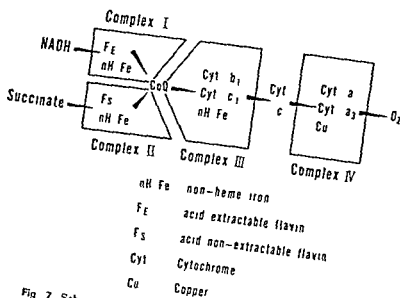 Complex I
NADH
FE
nH Fe
CoQ
Succinate
FS
nH Fe
Complex II
Cyt b1
Cyt c1
nH Fe
Complex III
Cyt
c
Cyt a
Cyt a3
Cu
O2
Complex IV
nH Fe non-heme iron
FE acid extractable flavin
FS acid non-extractable flavin
Cyt Cytochrome
Cu Copper
Fig. 7